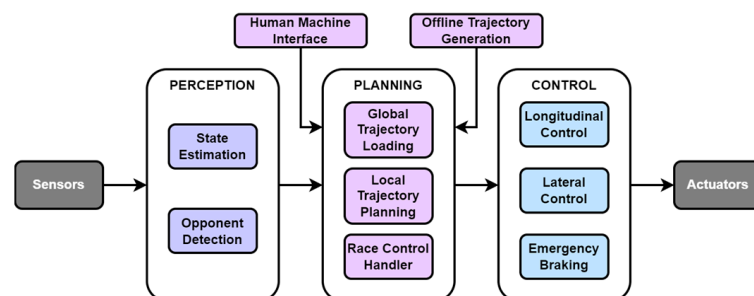 Human Machine
Interface
Offline Trajectory
Generation
PERCEPTION
PLANNING
CONTROL
Sensors
State
Estimation
Opponent
Detection
Global
Trajectory
Loading
Local
Trajectory
Planning
Race Control
Handler
Longitudinal
Control
Lateral
Control
Emergency
Braking
Actuators